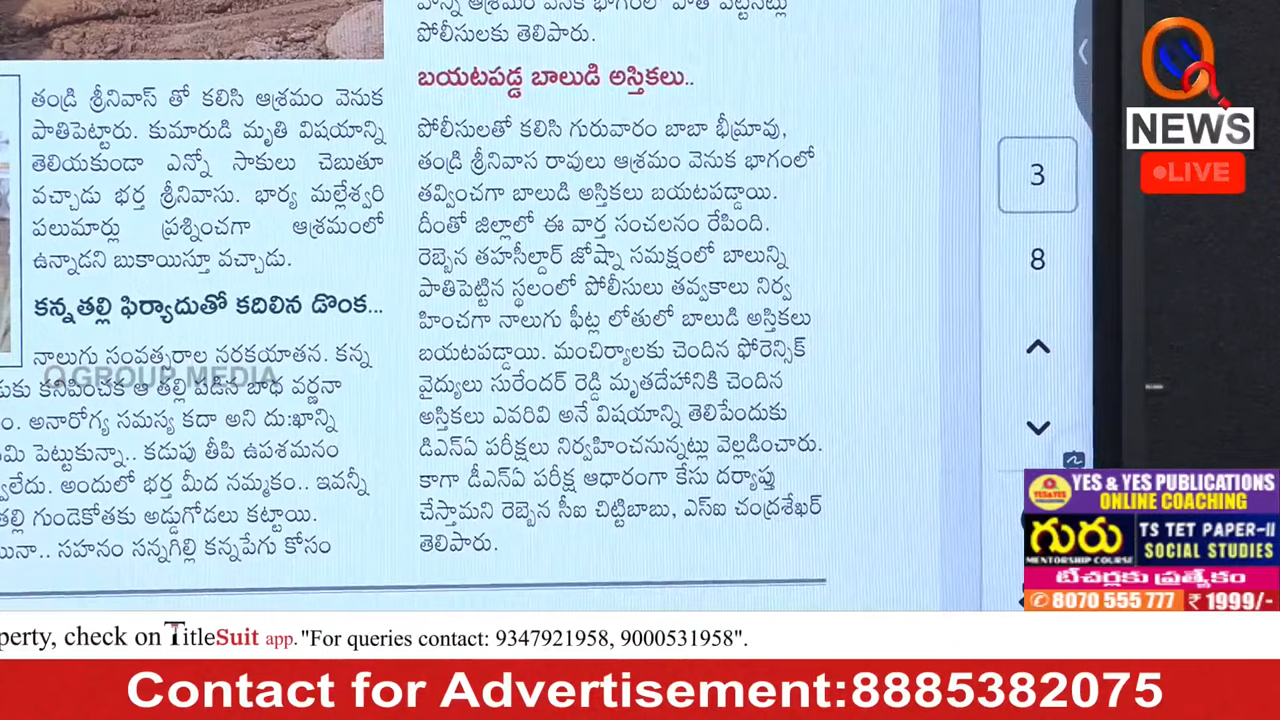 పోలీసులకు తెలిపారు.
బయటపడ్డ బాలుడి అస్తికలు..
తండ్రి శ్రీనివాస్ తో కలిసి ఆశ్రమం వెనుక
పాతిపెట్టారు. కుమారుడి మృతి విషయాన్ని
తెలియకుండా ఎన్నో సాకులు చెబుతూ
వచ్చాడు భర్త శ్రీనివాసు. భార్య మల్లేశ్వరి
పలుమార్లు ప్రశ్నించగా ఆశ్రమంలో
ఉన్నాడని బుకాయిస్తూ వచ్చాడు.
కన్నతల్లి ఫిర్యాదుతో కదిలిన డొంక...
నాలుగు సంవత్సరాల నరకయాతన. కన్న
కనిపించక ఆ తల్లి పడిన బాధ వర్ణనా
అనారోగ్య సమస్య కదా అని దు:ఖాన్ని
పెట్టుకున్నా.. కడుపు తీపి ఉపశమనం
అందులో భర్త మీద నమ్మకం.. ఇవన్నీ
తల్లి గుండెకోతకు అడ్డుగోడలు కట్టాయి.
సహనం సన్నగిల్లి కన్నపేగు కోసం
పోలీసులతో కలిసి గురువారం బాబా భీమ్రావు,
తండ్రి శ్రీనివాస రావులు ఆశ్రమం వెనుక భాగంలో
తవ్వించగా బాలుడి అస్తికలు బయటపడ్డాయి.
దీంతో జిల్లాలో ఈ వార్త సంచలనం రేపింది.
రెబ్బెన తహసీల్దార్ జోష్నా సమక్షంలో బాలున్ని
పాతిపెట్టిన స్థలంలో పోలీసులు తవ్వకాలు నిర్వ
హించగా నాలుగు ఫీట్ల లోతులో బాలుడి అస్తికలు
బయటపడ్డాయి. మంచిర్యాలకు చెందిన ఫోరెన్సిక్
వైద్యులు సురేందర్ రెడ్డి మృతదేహానికి చెందిన
అస్తికలు ఎవరివి అనే విషయాన్ని తెలిపేందుకు
డిఎన్ఏ పరీక్షలు నిర్వహించనున్నట్లు వెల్లడించారు.
కాగా డీఎన్ఏ పరీక్ష ఆధారంగా కేసు దర్యాప్తు
చేస్తామని రెబ్బెన సీఐ చిట్టిబాబు, ఎస్ఐ చంద్రశేఖర్
తెలిపారు.
Q GROUP MEDIA
3
8
Q
NEWS
LIVE
YES & YES PUBLICATIONS
ONLINE COACHING
గురు
MENTORSHIP COURSE
TS TET PAPER-II
SOCIAL STUDIES
టీచర్లకు ప్రత్యేకం
8070 555 777 ₹ 1999/-
perty, check on TitleSuit app. "For queries contact: 9347921958, 9000531958".
Contact for Advertisement:8885382075